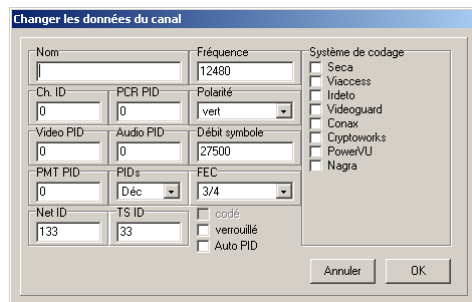 Changer les données du canal
Nom
Fréquence
12480
Système de codage
Seca
Viaccess
Irdeto
Videoguard
Conax
Cryptoworks
PowerVU
Nagra
Ch. ID
0
PCR PID
0
Polarité
vert
Video PID
0
Audio PID
0
Débit symbole
27500
PMT PID
0
PIDs
Déc
FEC
3/4
Net ID
133
TS ID
33
codé
verrouillé
Auto PID
Annuler
OK